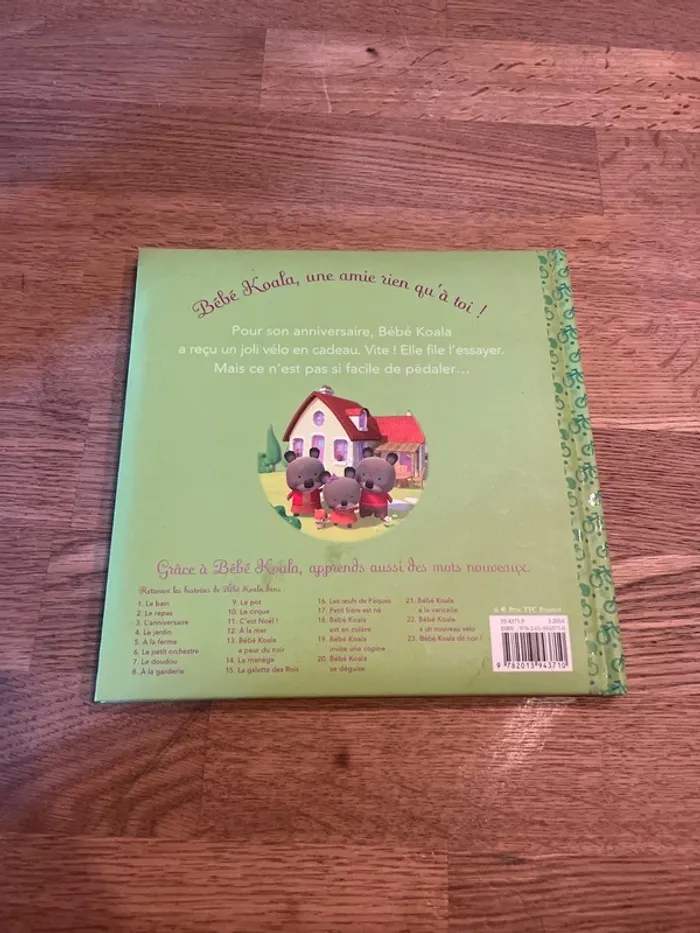 Bébé Koala, une amie rien qu'à toi !
Pour son anniversaire, Bébé Koala
a reçu un joli vélo en cadeau. Vite ! Elle file l'essayer.
Mais ce n'est pas si facile de pédaler...
Grâce à Bébé Koala, apprends aussi des mots nouveaux.
Retrouve les histoires de Bébé Koala dans
1. Le bain
2. Le repas
3. L'anniversaire
4. Le jardin
5. À la ferme
6. Le petit orchestre
7. Le doudou
8. À la garderie
9. Le pot
10. Le cirque
11. C'est Noël !
12. À la mer
13. Bébé Koala
a peur du noir
14. Le manège
15. La galette des Rois
16. Les œufs de Pâques
17. Petit frère est né
18. Bébé Koala
est en colère
19. Bébé Koala
invite une copine
20. Bébé Koala
se déguise
21. Bébé Koala
a la varicelle
22. Bébé Koala
a un nouveau vélo
23. Bébé Koala dit non !
6 € Prix TTC France
9 782013 943710